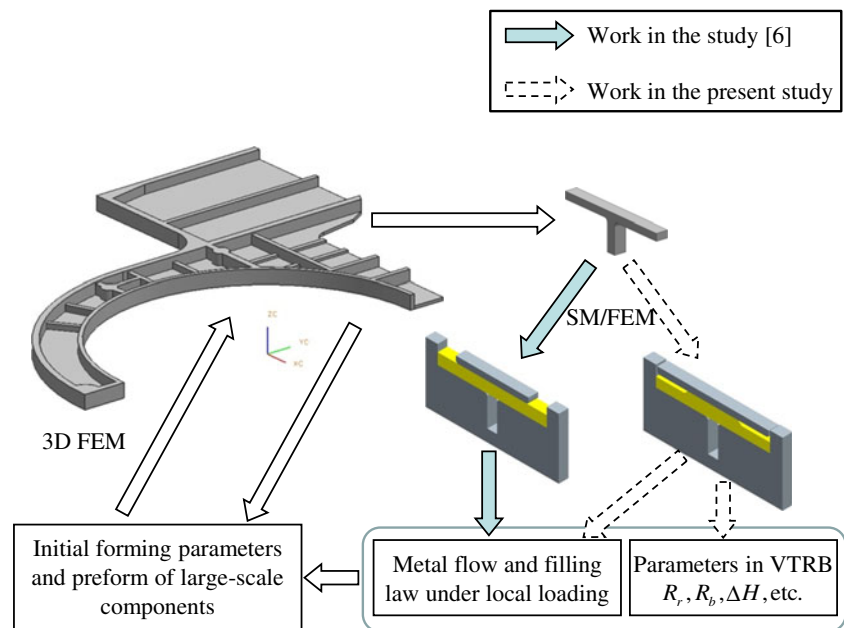 Work in the study [6]
Work in the present study
SM/FEM
ZC
YC
XC
3D FEM
Initial forming parameters
and preform of large-scale
components
Metal flow and filling
law under local loading
Parameters in VTRB
R_r, R_b, ΔH, etc.